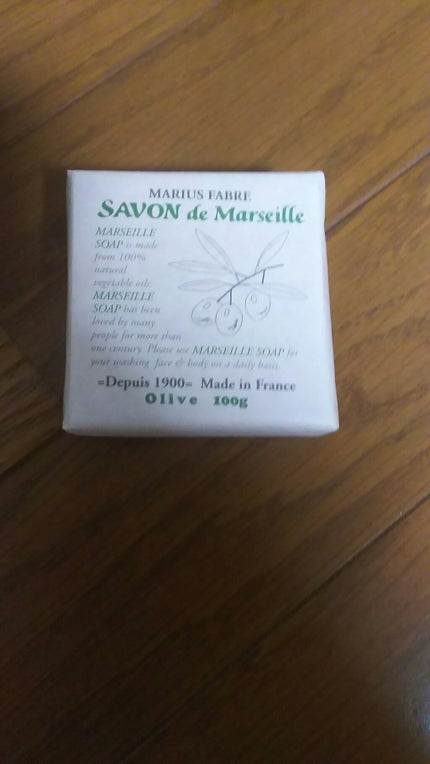 MARIUS FABRE
SAVON de Marseille
MARSEILLE
SOAP is made
from 100%
natural
vegetable oils.
MARSEILLE
SOAP has been
loved by many
people for more than
one century. Please use MARSEILLE SOAP for
your washing face & body on a daily basis.
=Depuis 1900= Made in France
Olive 100g